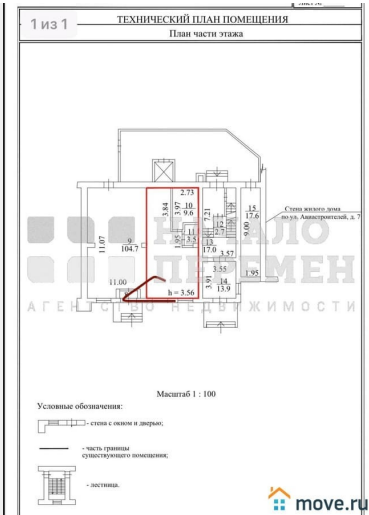 1 из 1
ТЕХНИЧЕСКИЙ ПЛАН ПОМЕЩЕНИЯ
План части этажа
2.73
3.84
3.97
10
9.6
7.21
15
17.6
Стена жилого дома
по ул. Авиастроителей, д. 7
11
3.5
12
2.7
9.00
НАЧАЛО
ПЕРЕМЕН
11.07
9
104.7
1.95
13
17.0
3.57
3.55
1.95
11.00
h = 3.56
3.91
14
13.9
АГЕНТСТВО НЕДВИЖИМОСТИ
Масштаб 1 : 100
Условные обозначения:
- стена с окном и дверью;
- часть границы
существующего помещения;
- лестница.
move.ru